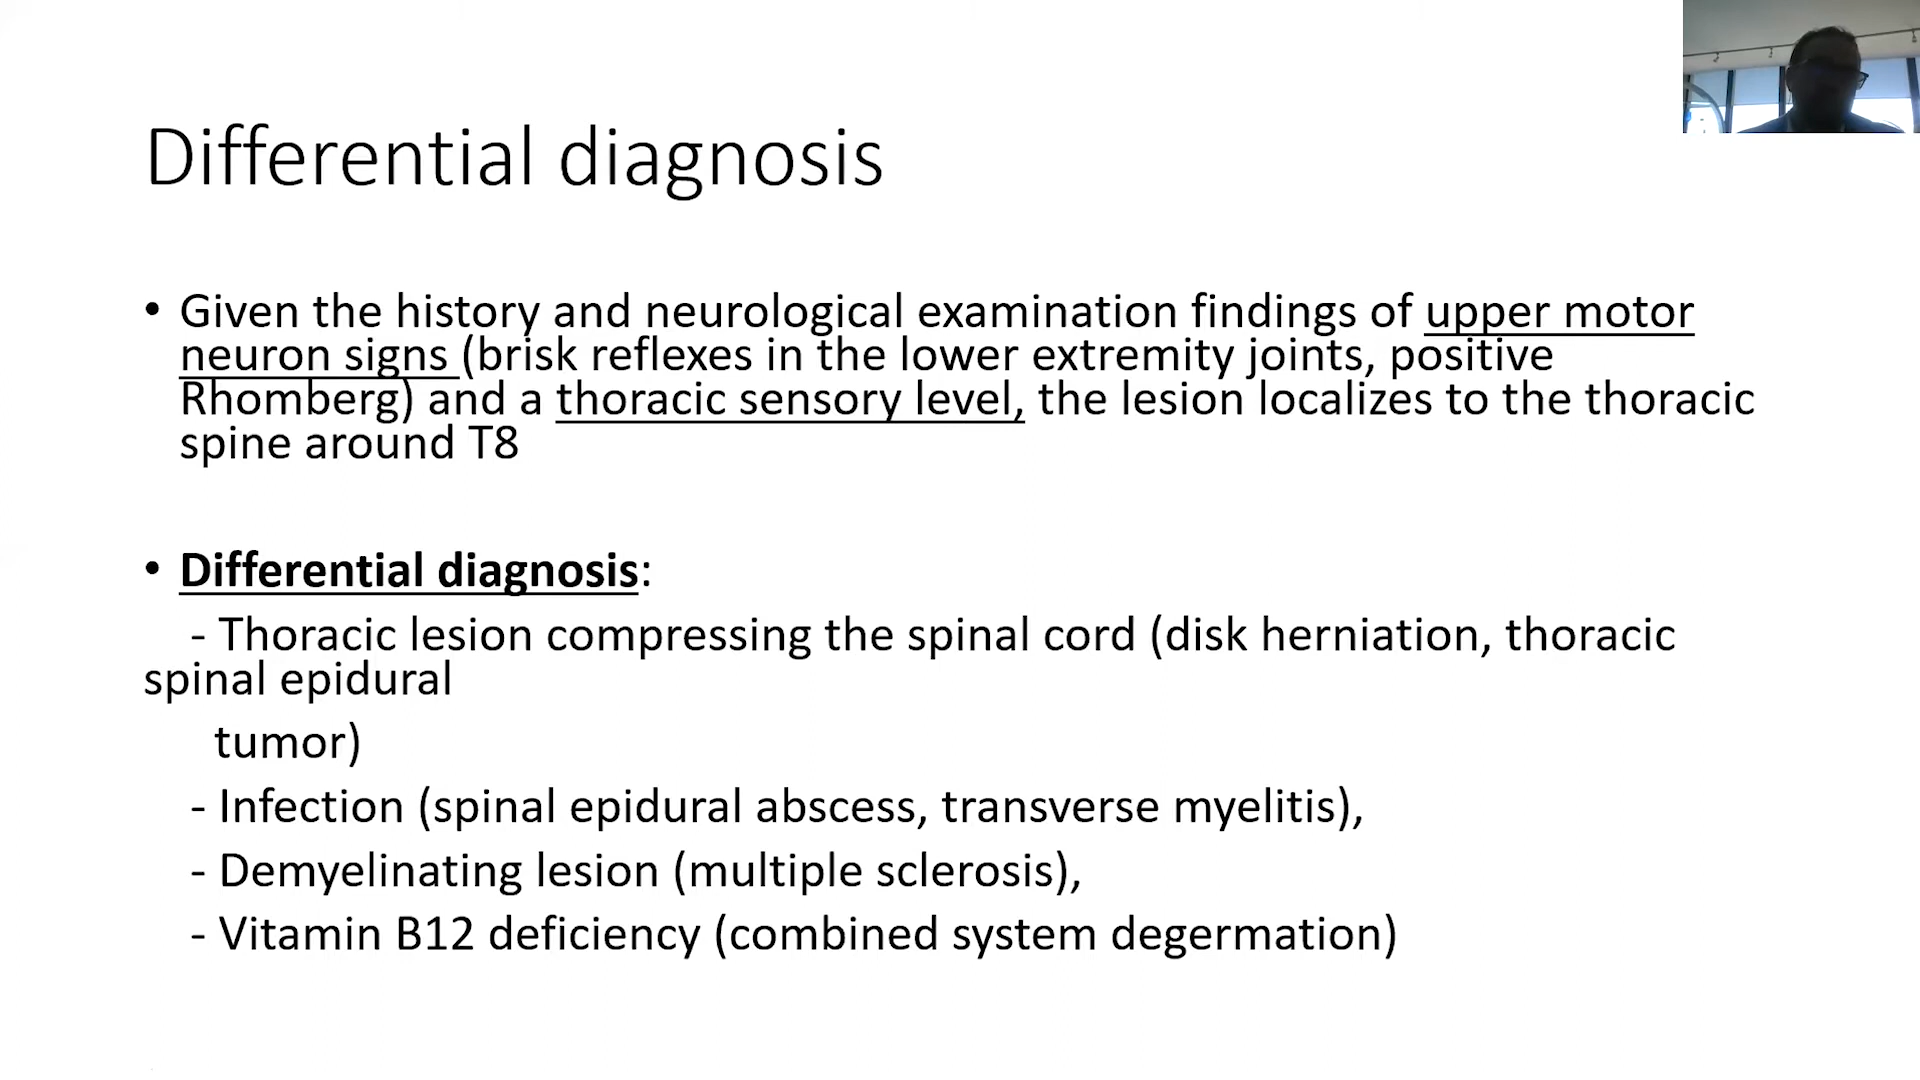 Differential diagnosis
• Given the history and neurological examination findings of upper motor
neuron signs (brisk reflexes in the lower extremity joints, positive
Rhomberg) and a thoracic sensory level, the lesion localizes to the thoracic
spine around T8
• Differential diagnosis:
- Thoracic lesion compressing the spinal cord (disk herniation, thoracic
spinal epidural
tumor)
- Infection (spinal epidural abscess, transverse myelitis),
- Demyelinating lesion (multiple sclerosis),
- Vitamin B12 deficiency (combined system degermation)